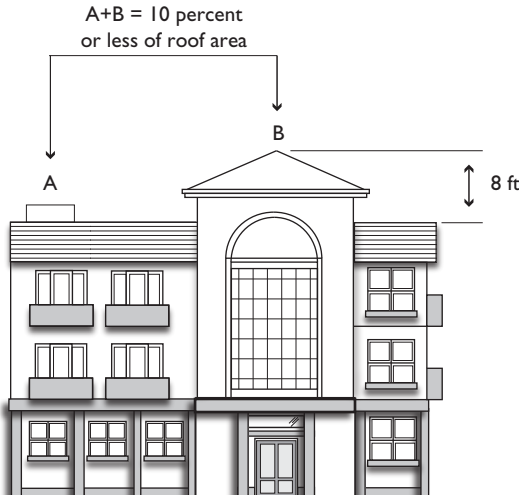 A+B = 10 percent
or less of roof area
B
A
8 ft